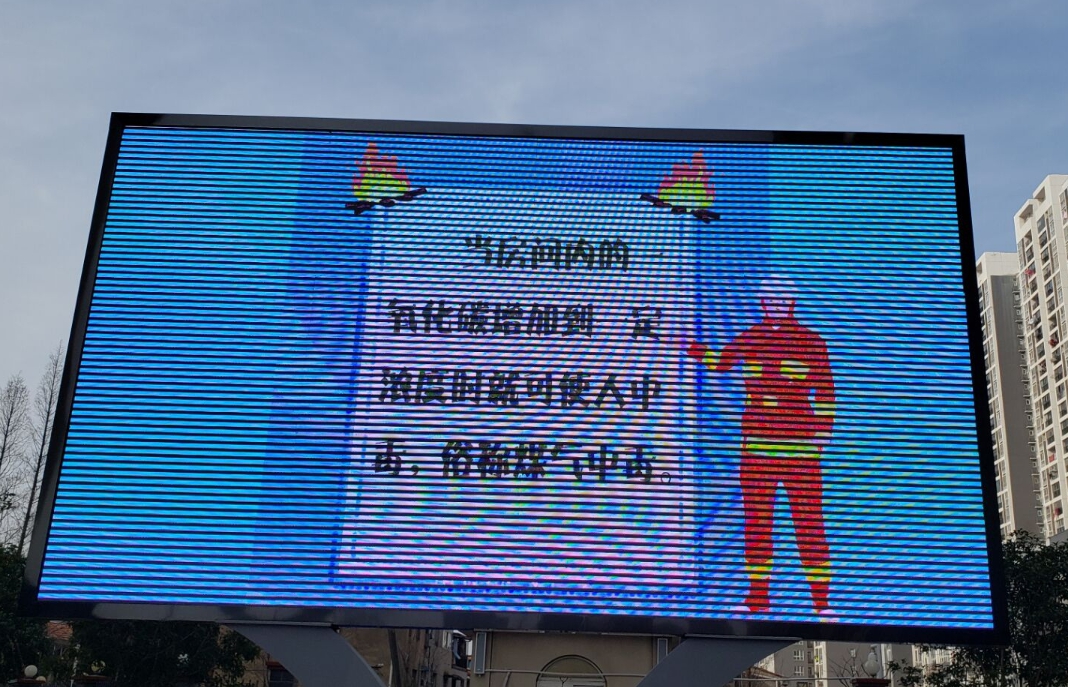 当房间内的一
氧化碳增加到一定
浓度时就可使人中
毒，俗称煤气中毒。